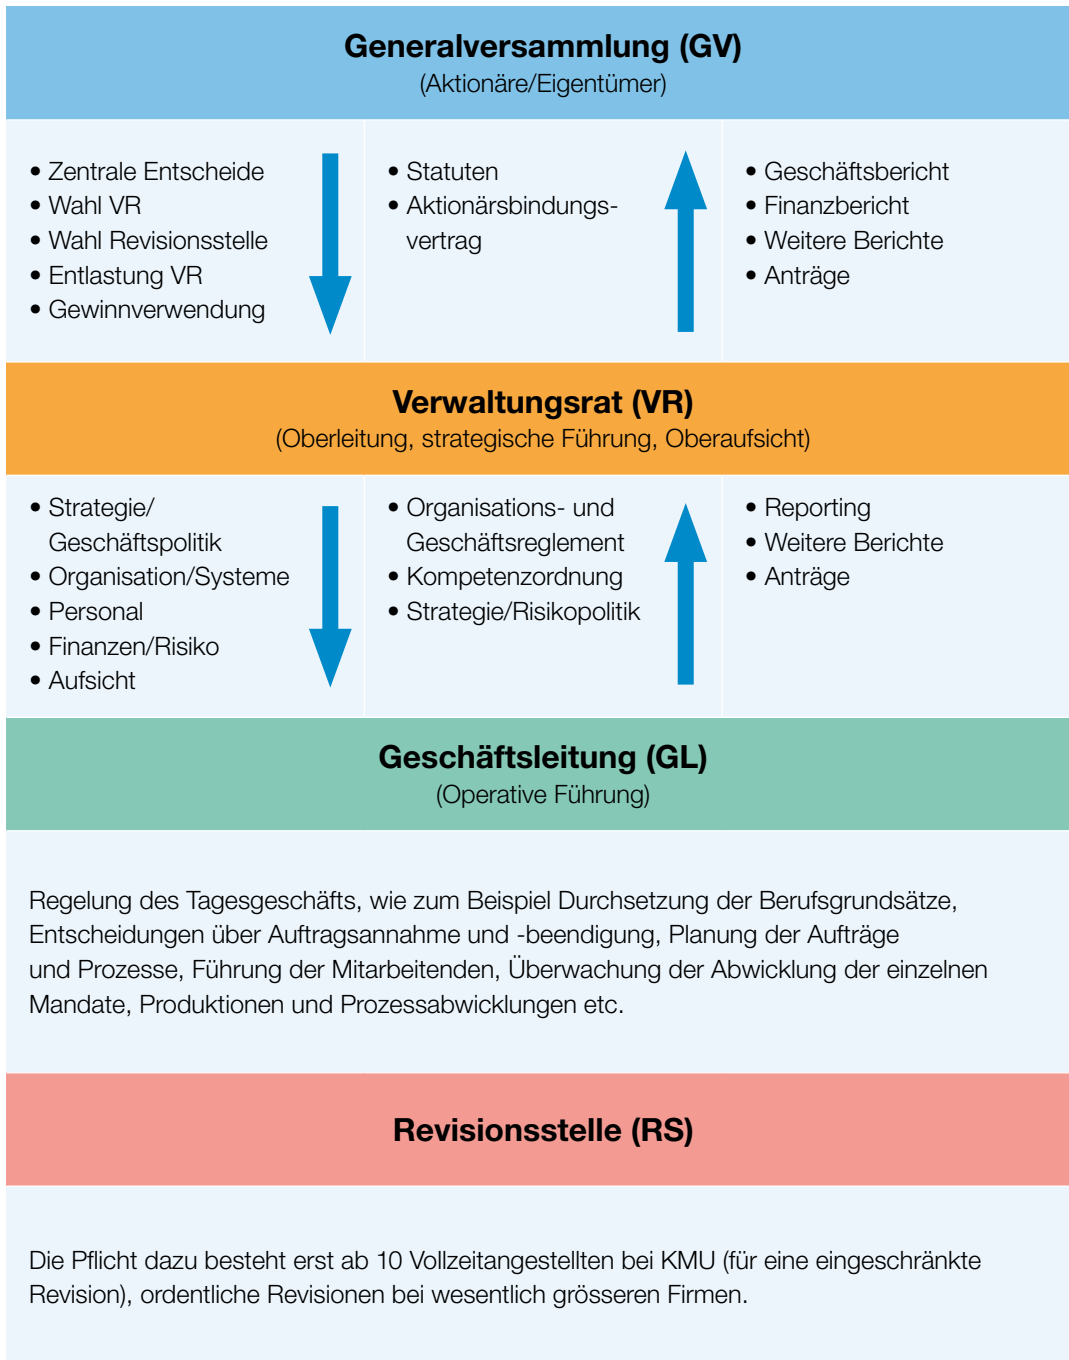 Generalversammlung (GV)
(Aktionäre/Eigentümer)
• Zentrale Entscheide
• Wahl VR
• Wahl Revisionsstelle
• Entlastung VR
• Gewinnverwendung
• Statuten
• Aktionärsbindungs-
vertrag
• Geschäftsbericht
• Finanzbericht
• Weitere Berichte
• Anträge
Verwaltungsrat (VR)
(Oberleitung, strategische Führung, Oberaufsicht)
• Strategie/
Geschäftspolitik
• Organisation/Systeme
• Personal
• Finanzen/Risiko
• Aufsicht
• Organisations- und
Geschäftsreglement
• Kompetenzordnung
• Strategie/Risikopolitik
• Reporting
• Weitere Berichte
• Anträge
Geschäftsleitung (GL)
(Operative Führung)
Regelung des Tagesgeschäfts, wie zum Beispiel Durchsetzung der Berufsgrundsätze,
Entscheidungen über Auftragsannahme und -beendigung, Planung der Aufträge
und Prozesse, Führung der Mitarbeitenden, Überwachung der Abwicklung der einzelnen
Mandate, Produktionen und Prozessabwicklungen etc.
Revisionsstelle (RS)
Die Pflicht dazu besteht erst ab 10 Vollzeitangestellten bei KMU (für eine eingeschränkte
Revision), ordentliche Revisionen bei wesentlich grösseren Firmen.